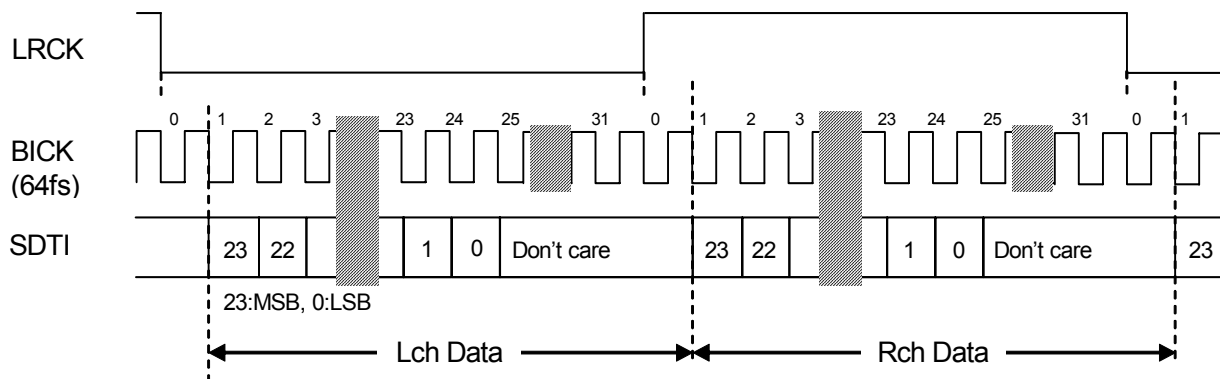 LRCK
0 1 2 3 23 24 25 31 0 1 2 3 23 24 25 31 0 1
BICK
(64fs)
SDTI 23 22 1 0 Don't care 23 22 1 0 Don't care 23
23:MSB, 0:LSB
Lch Data Rch Data